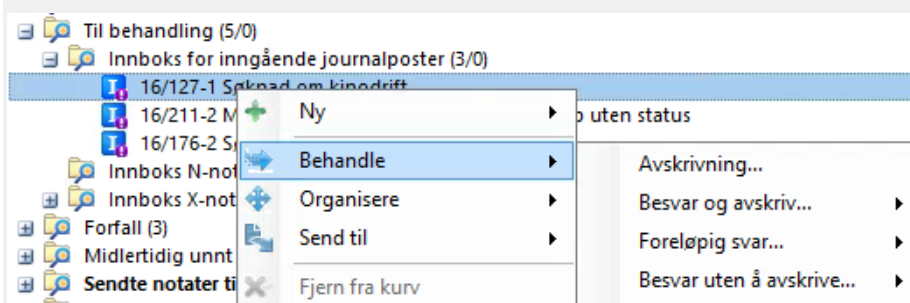 Til behandling (5/0)
Innboks for inngående journalposter (3/0)
16/127-1 Søknad om kinodrift
16/211-2 M
uten status
16/176-2 S
Innboks N-not
Innboks X-not
Forfall (3)
Midlertidig unnt
Sendte notater ti
Ny
Behandle
Organisere
Send til
Fjern fra kurv
Avskrivning...
Besvar og avskriv...
Foreløpig svar...
Besvar uten å avskrive...